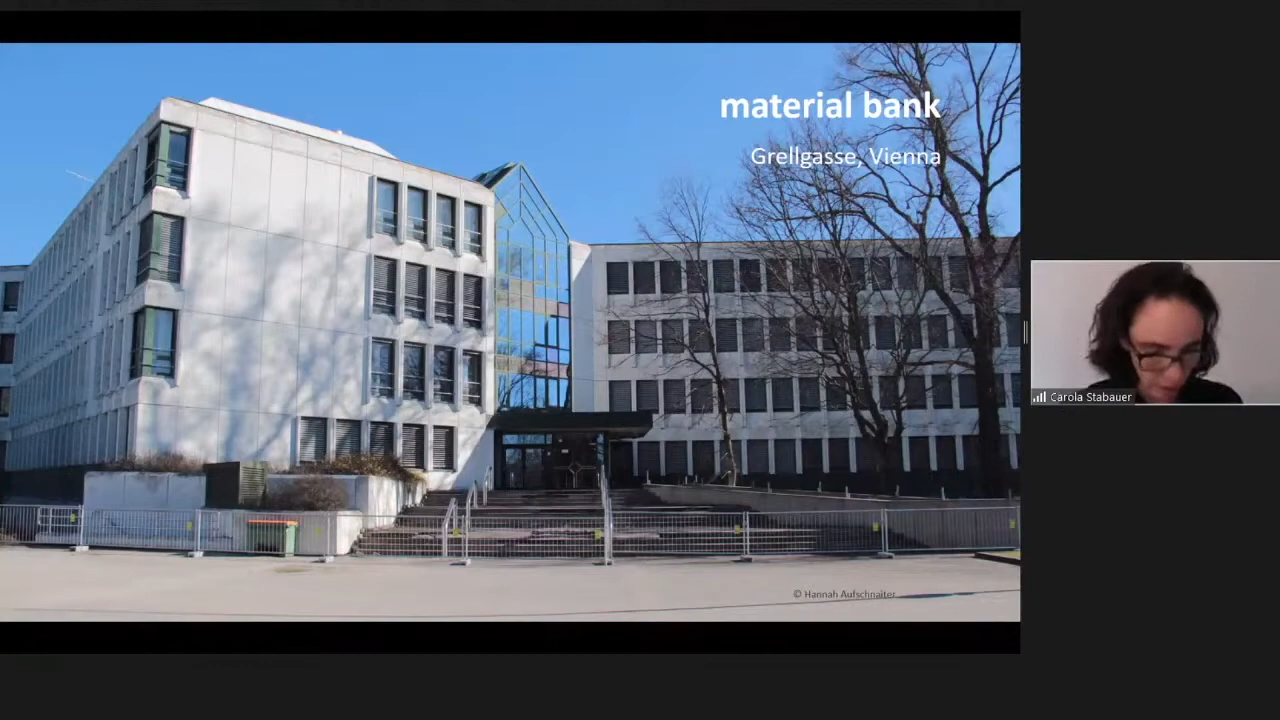 material bank
Grellgasse, Vienna
Carola Stabauer
© Hannah Aufschnaiter